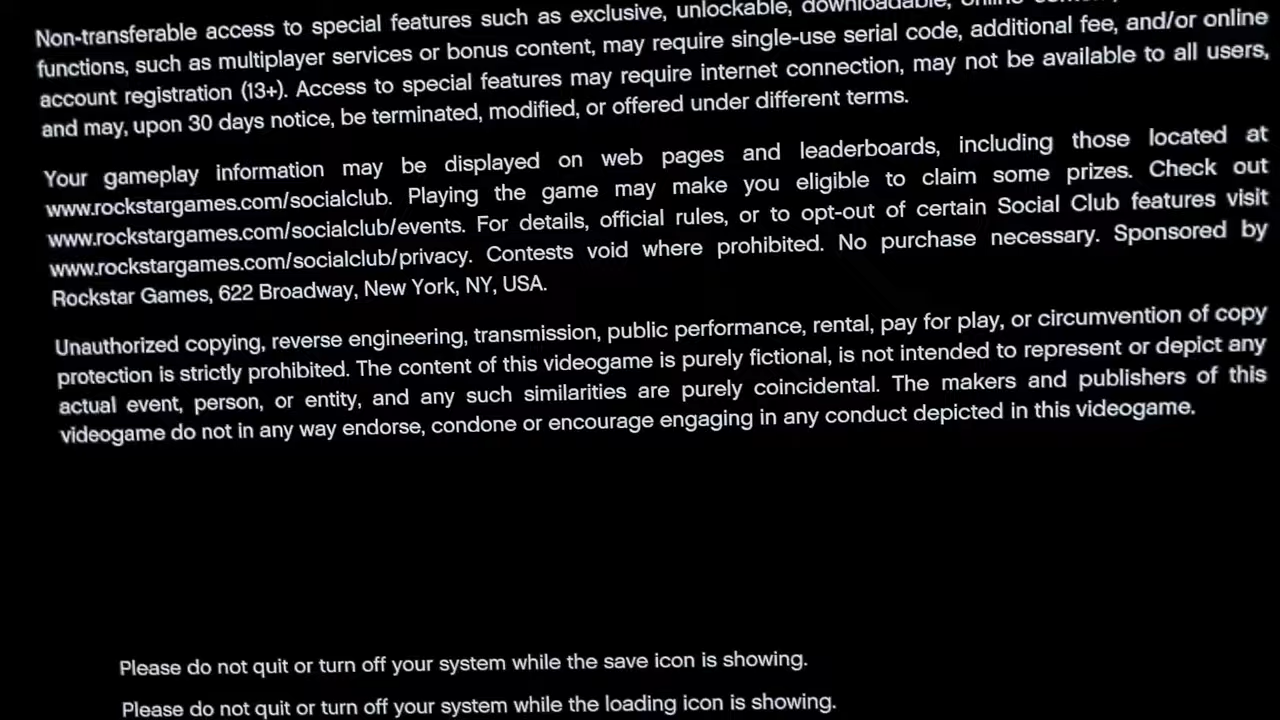 Non-transferable access to special features such as exclusive, unlockable, downloadable, online
functions, such as multiplayer services or bonus content, may require single-use serial code, additional fee, and/or online
account registration (13+). Access to special features may require internet connection, may not be available to all users,
and may, upon 30 days notice, be terminated, modified, or offered under different terms.
Your gameplay information may be displayed on web pages and leaderboards, including those located at
www.rockstargames.com/socialclub. Playing the game may make you eligible to claim some prizes. Check out
www.rockstargames.com/socialclub/events. For details, official rules, or to opt-out of certain Social Club features visit
www.rockstargames.com/socialclub/privacy. Contests void where prohibited. No purchase necessary. Sponsored by
Rockstar Games, 622 Broadway, New York, NY, USA.
Unauthorized copying, reverse engineering, transmission, public performance, rental, pay for play, or circumvention of copy
protection is strictly prohibited. The content of this videogame is purely fictional, is not intended to represent or depict any
actual event, person, or entity, and any such similarities are purely coincidental. The makers and publishers of this
videogame do not in any way endorse, condone or encourage engaging in any conduct depicted in this videogame.
Please do not quit or turn off your system while the save icon is showing.
Please do not quit or turn off your system while the loading icon is showing.